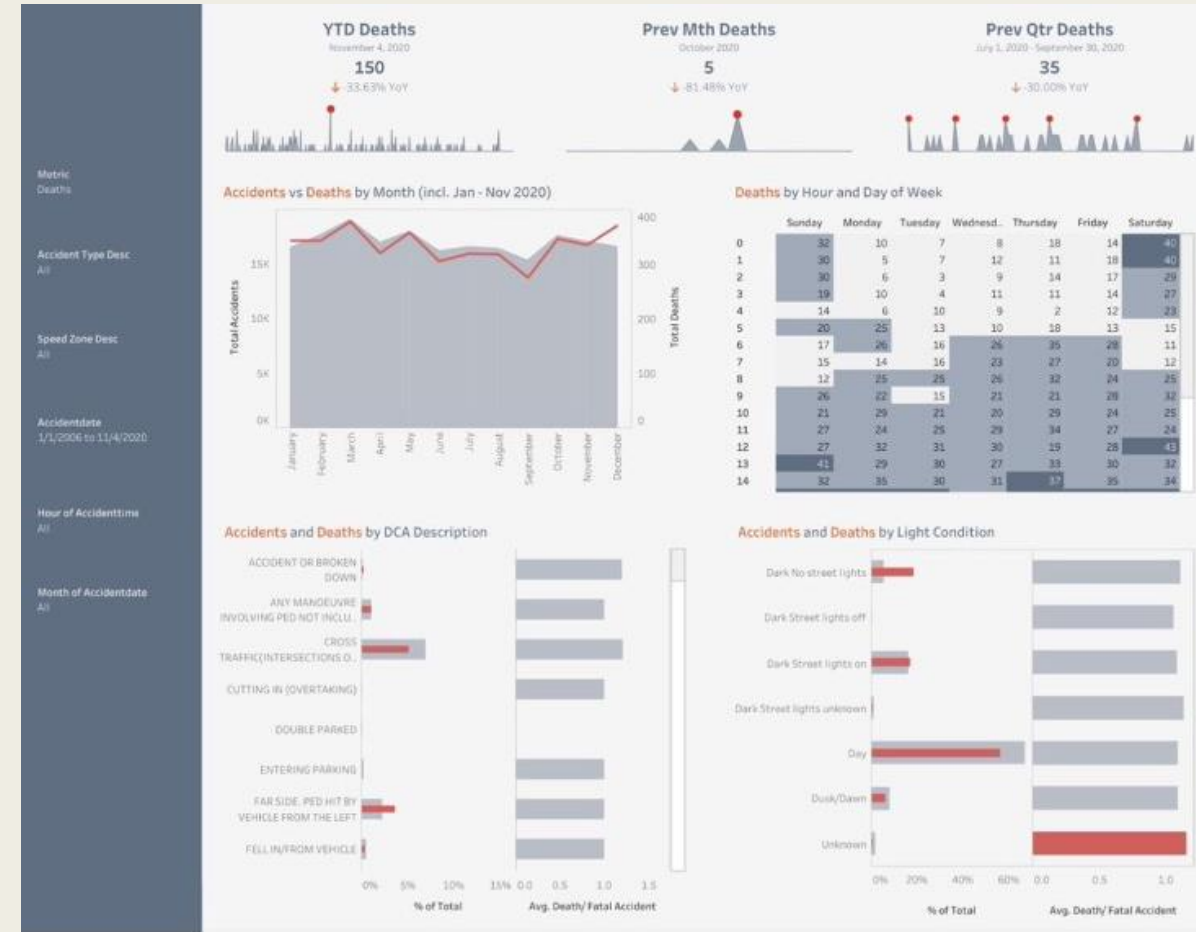 YTD Deaths
November 4, 2020
150
↓ -33.63% YoY
Prev Mth Deaths
October 2020
5
↓ -81.48% YoY
Prev Qtr Deaths
July 1, 2020 - September 30, 2020
35
↓ -30.00% YoY
Metric
Deaths
Accident Type Desc
All
Speed Zone Desc
All
Accidentdate
1/1/2006 to 11/4/2020
Hour of Accidenttime
All
Month of Accidentdate
All
Accidents vs Deaths by Month (incl. Jan - Nov 2020)
Total Accidents
15K
10K
5K
0K
400
300
200
100
0
Total Deaths
January
February
March
April
May
June
July
August
September
October
November
December
Deaths by Hour and Day of Week
Sunday Monday Tuesday Wednesd.. Thursday Friday Saturday
0 32 10 7 8 18 14 40
1 30 5 7 12 11 18 40
2 30 6 3 9 14 17 29
3 19 10 4 11 11 14 27
4 14 6 10 9 2 12 23
5 20 25 13 10 18 13 15
6 17 26 16 26 35 28 11
7 15 14 16 23 27 20 12
8 12 25 25 26 32 24 25
9 26 22 15 21 21 28 32
10 21 29 21 20 29 24 25
11 27 24 25 29 34 27 24
12 27 32 31 30 19 28 43
13 41 29 30 27 33 30 32
14 32 35 30 31 37 35 34
Accidents and Deaths by DCA Description
ACCIDENT OR BROKEN
DOWN
ANY MANOEUVRE
INVOLVING PED NOT INCLU..
CROSS
TRAFFIC(INTERSECTIONS O..
CUTTING IN (OVERTAKING)
DOUBLE PARKED
ENTERING PARKING
FAR SIDE. PED HIT BY
VEHICLE FROM THE LEFT
FELL IN/FROM VEHICLE
0% 5% 10% 15% 0.0 0.5 1.0 1.5
% of Total Avg. Death/ Fatal Accident
Accidents and Deaths by Light Condition
Dark No street lights
Dark Street lights off
Dark Street lights on
Dark Street lights unknown
Day
Dusk/Dawn
Unknown
0% 20% 40% 60% 0.0 0.5 1.0
% of Total Avg. Death/ Fatal Accident